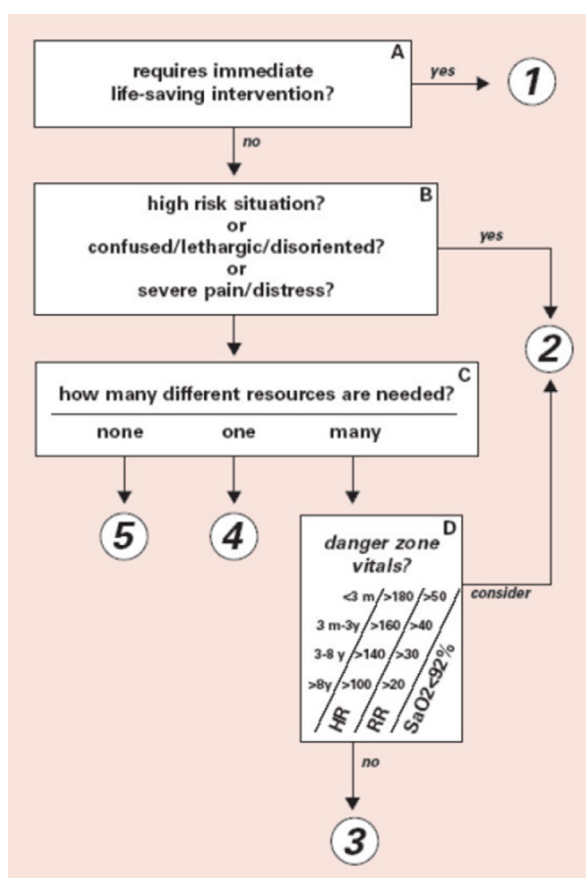 A
requires immediate
life-saving intervention?
yes
1
no
B
high risk situation?
or
confused/lethargic/disoriented?
or
severe pain/distress?
yes
2
C
how many different resources are needed?
none one many
5 4
D
danger zone
vitals?
<3 m >180 >50
3 m-3y >160 >40
3-8 y >140 >30
>8y >100 >20
HR RR SaO2<92%
consider
no
3